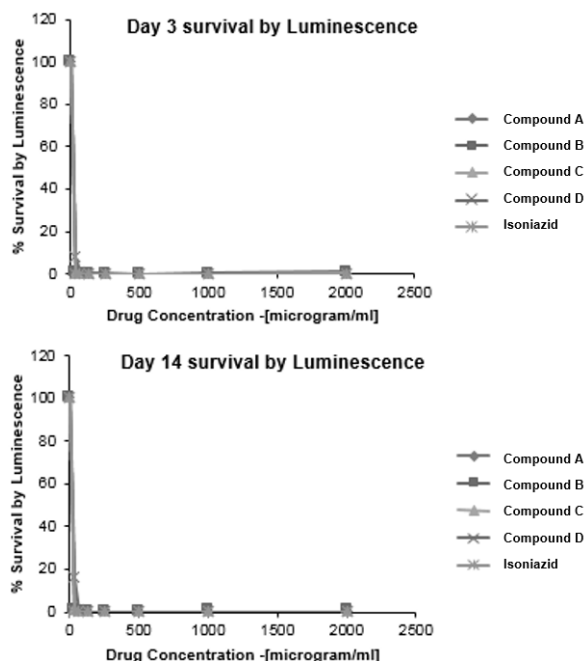 Day 3 survival by Luminescence
120
100
80
60
40
20
0
% Survival by Luminescence
0 500 1000 1500 2000 2500
Drug Concentration -[microgram/ml]
Compound A
Compound B
Compound C
Compound D
Isoniazid
Day 14 survival by Luminescence
120
100
80
60
40
20
0
% Survival by Luminescence
0 500 1000 1500 2000 2500
Drug Concentration -[microgram/ml]
Compound A
Compound B
Compound C
Compound D
Isoniazid